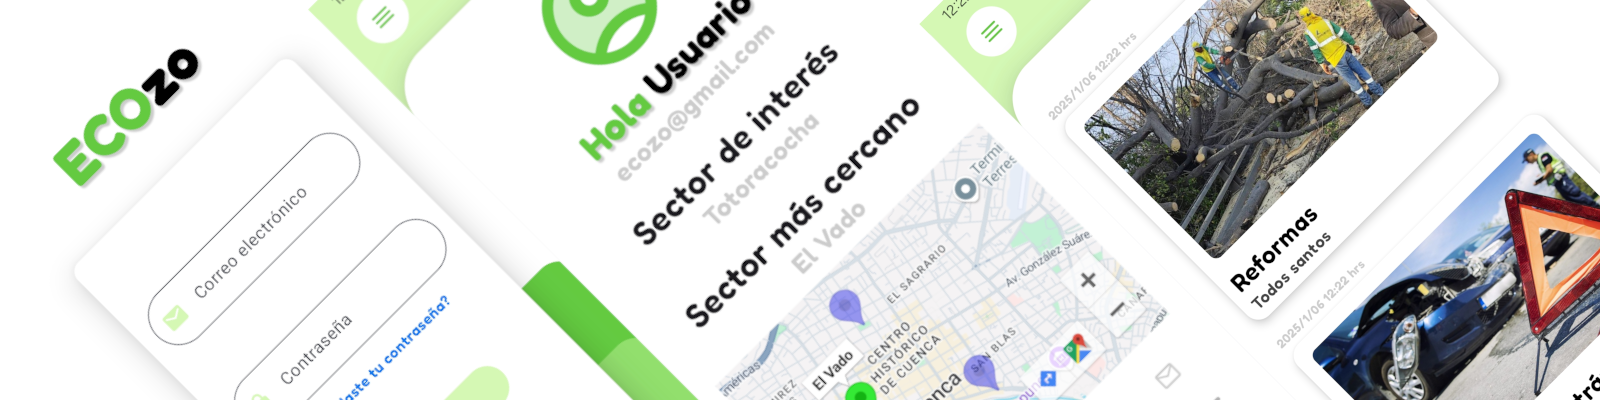 ECOzo
Correo electrónico
Contraseña
aste tu contraseña?
Hola Usuario
ecozo@gmail.com
Sector de interés
Totoracocha
Sector más cercano
El Vado
Termi
Terres
EL SAGRARIO
Av. González Suáre
CENTRO
HISTÓRICO
DE CUENCA
SAN BLAS
El Vado
enca
méricas
IREZ
+
−
12:2
2025/1/06 12:22 hrs
Reformas
Todos santos
2025/1/06 12:22 hrs